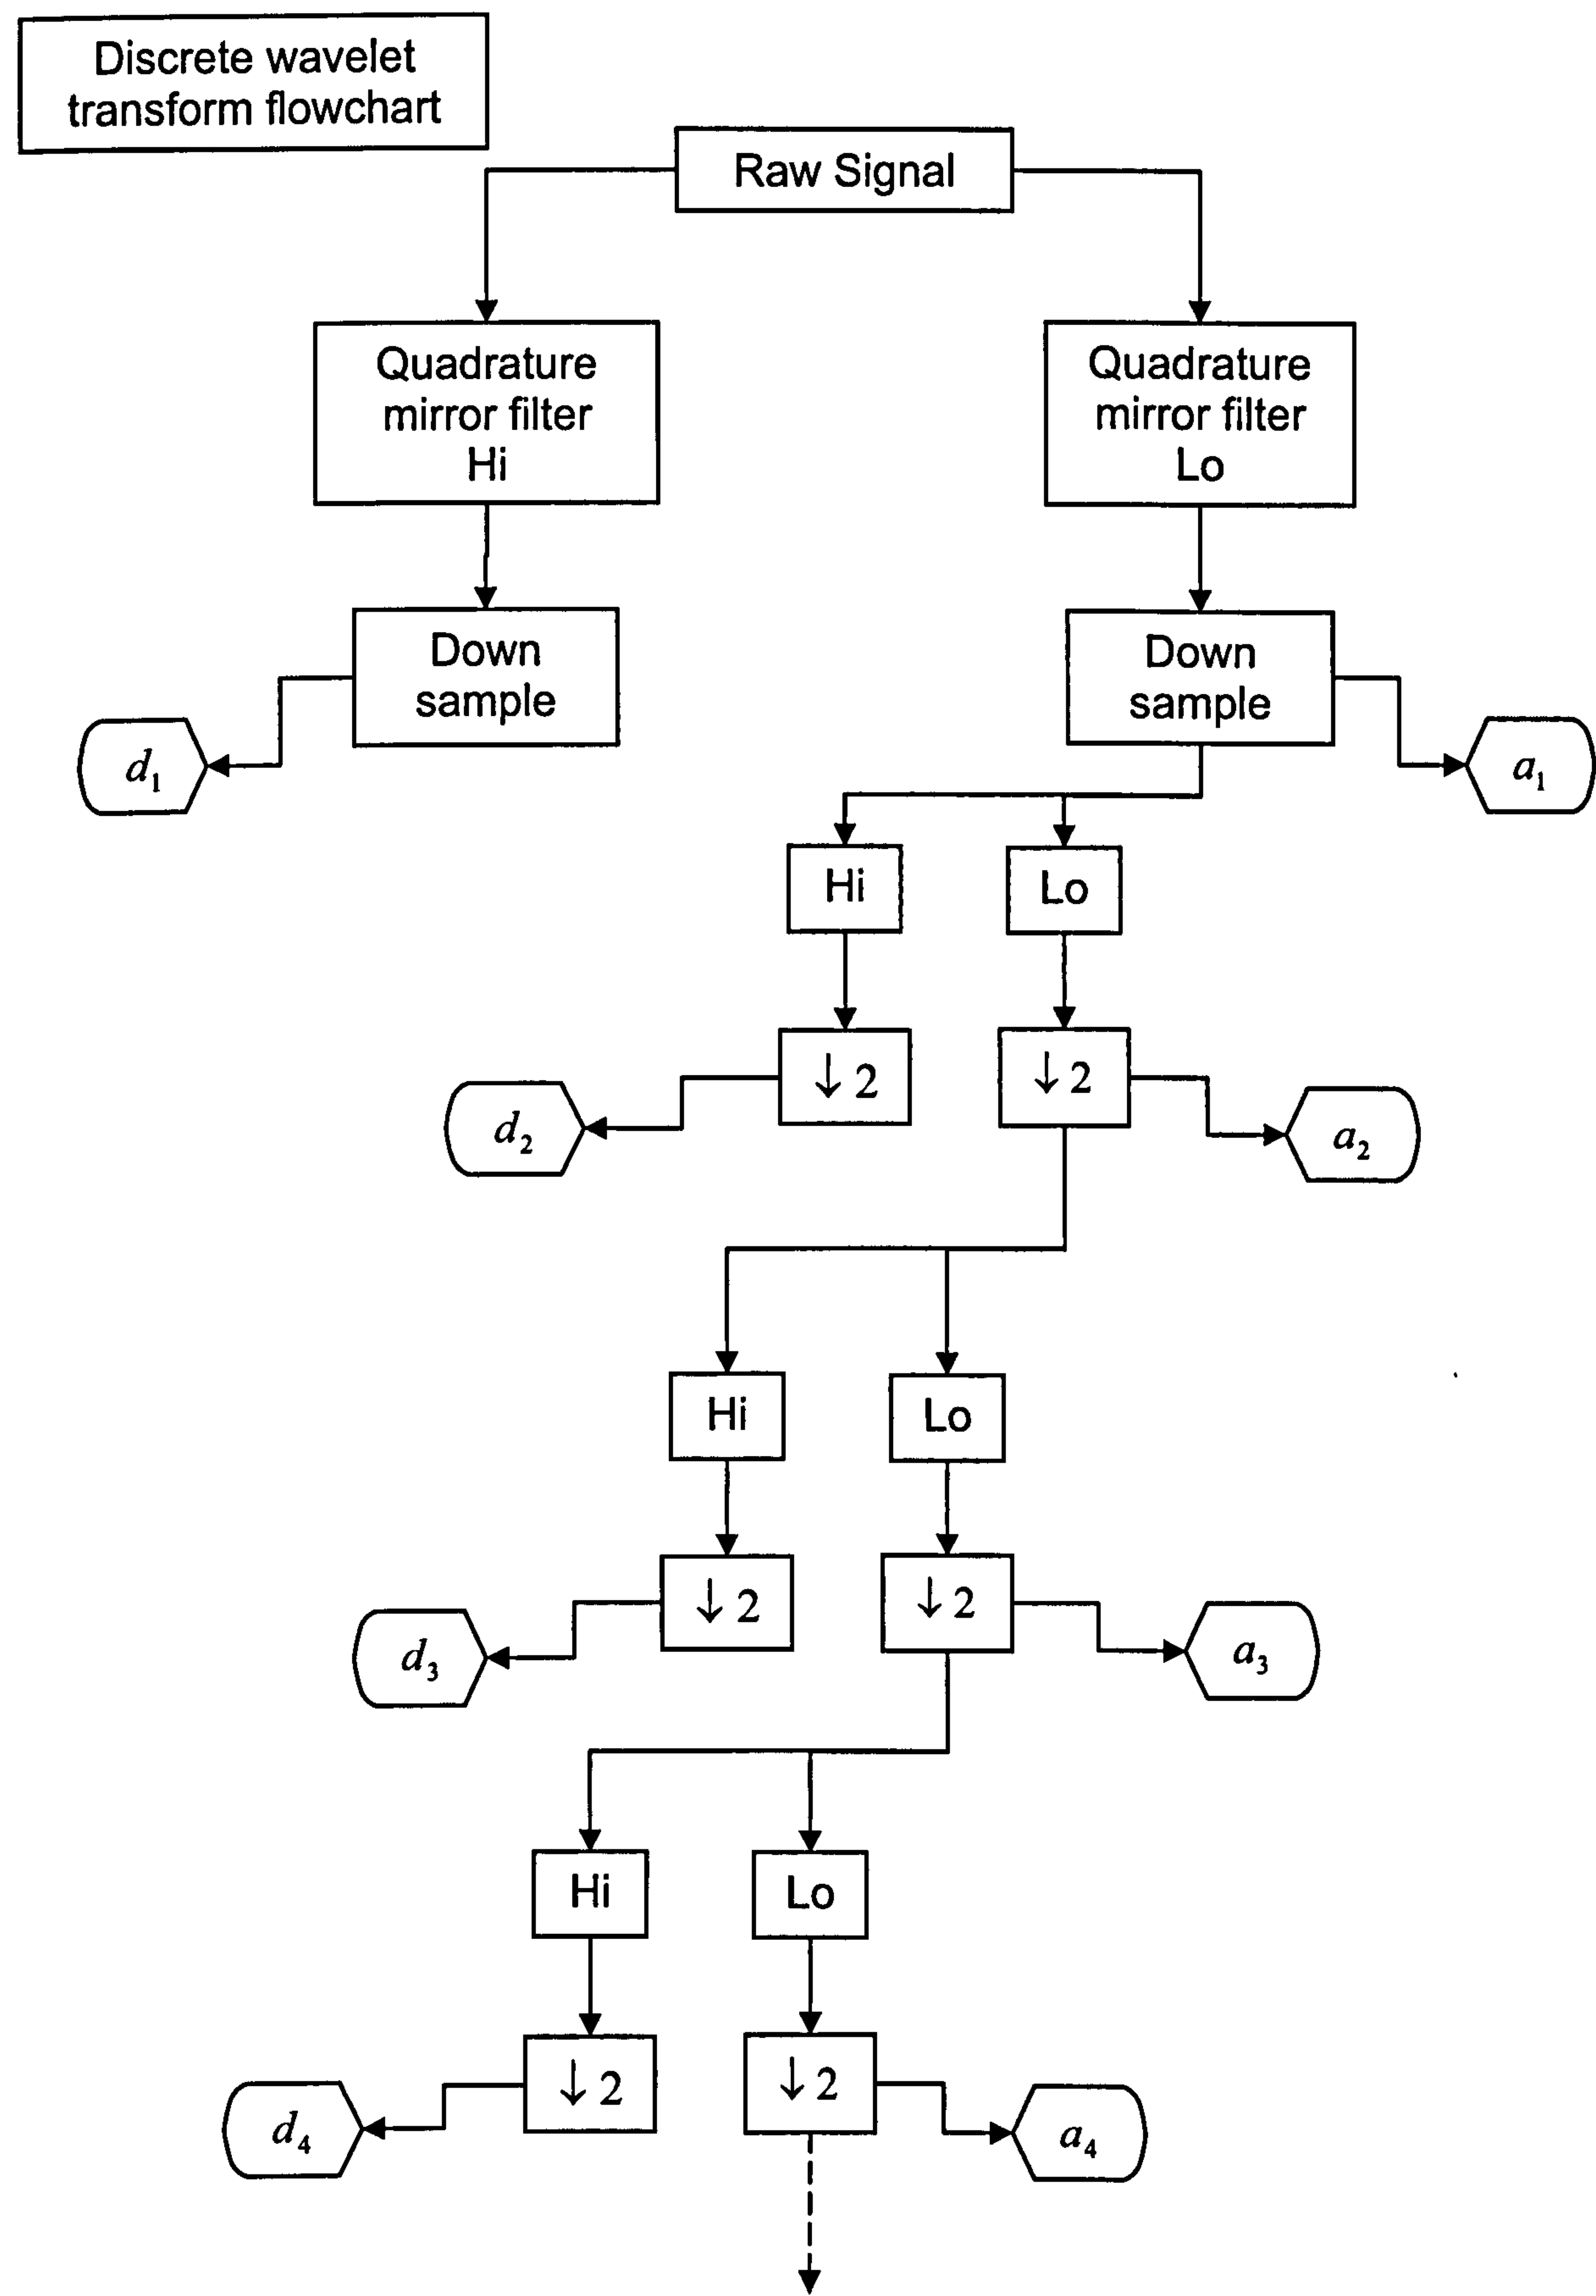 Discrete wavelet
transform flowchart
Raw Signal
Quadrature
mirror filter
Hi
Quadrature
mirror filter
Lo
Down
sample
Down
sample
d₁
a₁
Hi
Lo
↓ 2
↓ 2
d₂
a₂
Hi
Lo
↓ 2
↓ 2
d₃
a₃
Hi
Lo
↓ 2
↓ 2
d₄
a₄